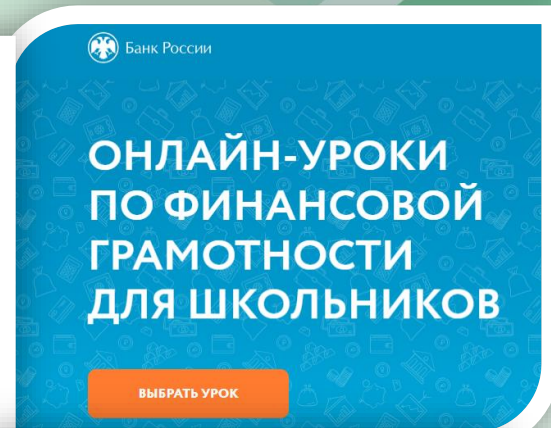 Банк России
ОНЛАЙН-УРОКИ
ПО ФИНАНСОВОЙ
ГРАМОТНОСТИ
ДЛЯ ШКОЛЬНИКОВ
ВЫБРАТЬ УРОК